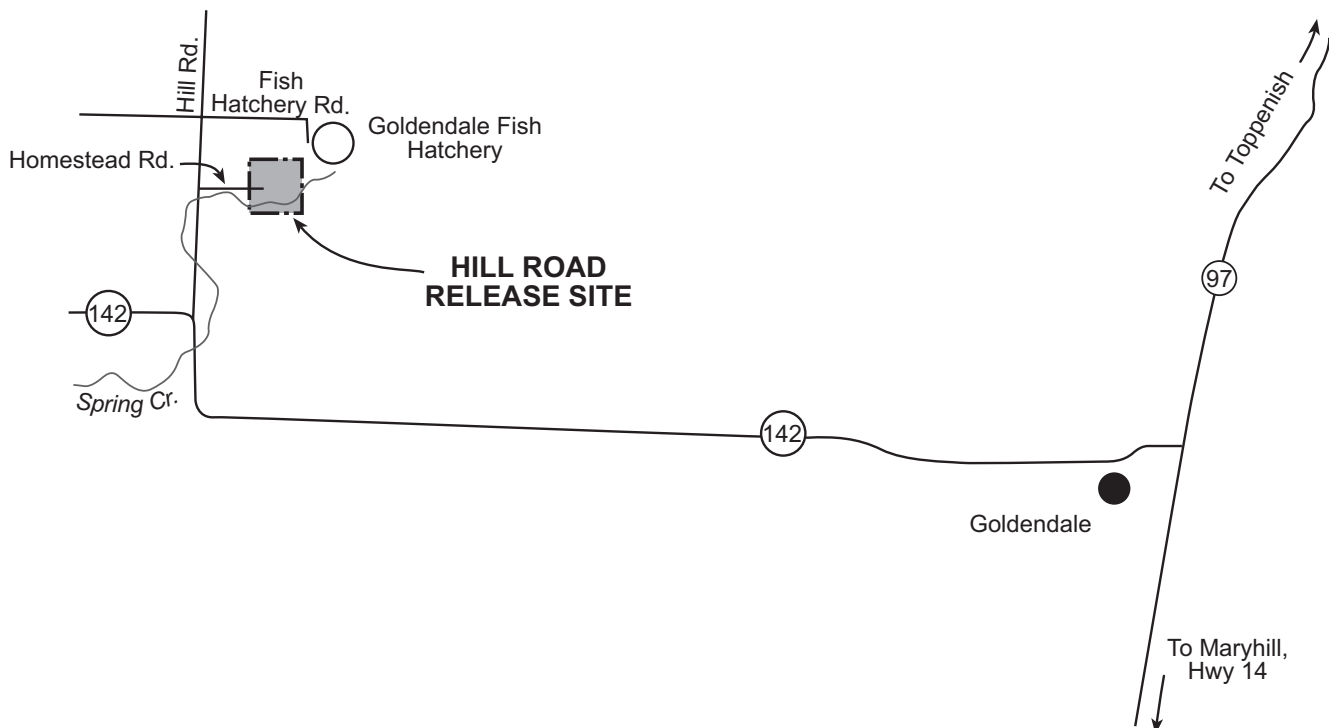 Hill Rd.
Fish
Hatchery Rd.
Goldendale Fish
Hatchery
Homestead Rd.
To Toppenish
HILL ROAD
RELEASE SITE
97
142
Spring Cr.
142
Goldendale
To Maryhill,
Hwy 14